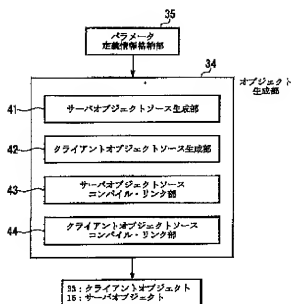 35
パラメータ
定義情報格納部
34
オブジェクト
生成部
41
サーバオブジェクトソース生成部
42
クライアントオブジェクトソース生成部
43
サーバオブジェクトソース
コンパイル・リンク部
44
クライアントオブジェクトソース
コンパイル・リンク部
23：クライアントオブジェクト
15：サーバオブジェクト